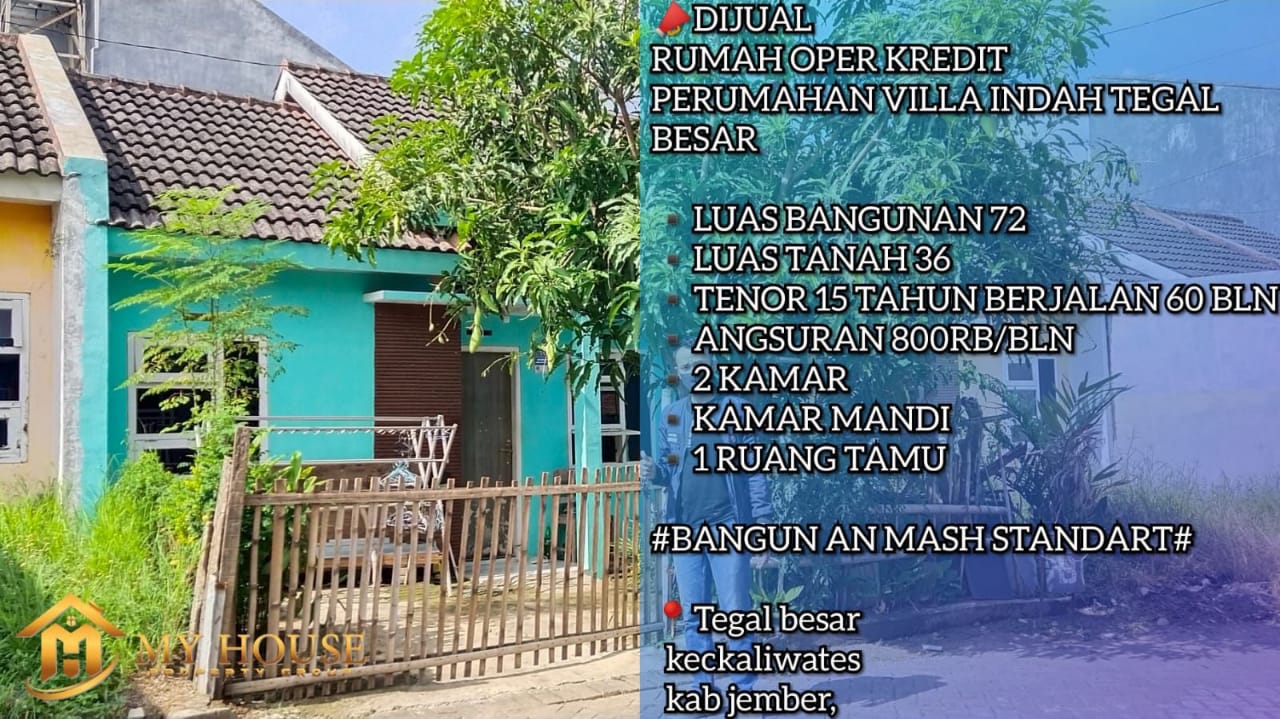 DIJUAL
RUMAH OPER KREDIT
PERUMAHAN VILLA INDAH TEGAL
BESAR
LUAS BANGUNAN 72
LUAS TANAH 36
TENOR 15 TAHUN BERJALAN 60 BLN
ANGSURAN 800RB/BLN
2 KAMAR
KAMAR MANDI
1 RUANG TAMU
#BANGUN AN MASH STANDART#
Tegal besar
keckaliwates
kab jember,
MY HOUSE
PROPERTY GROUP